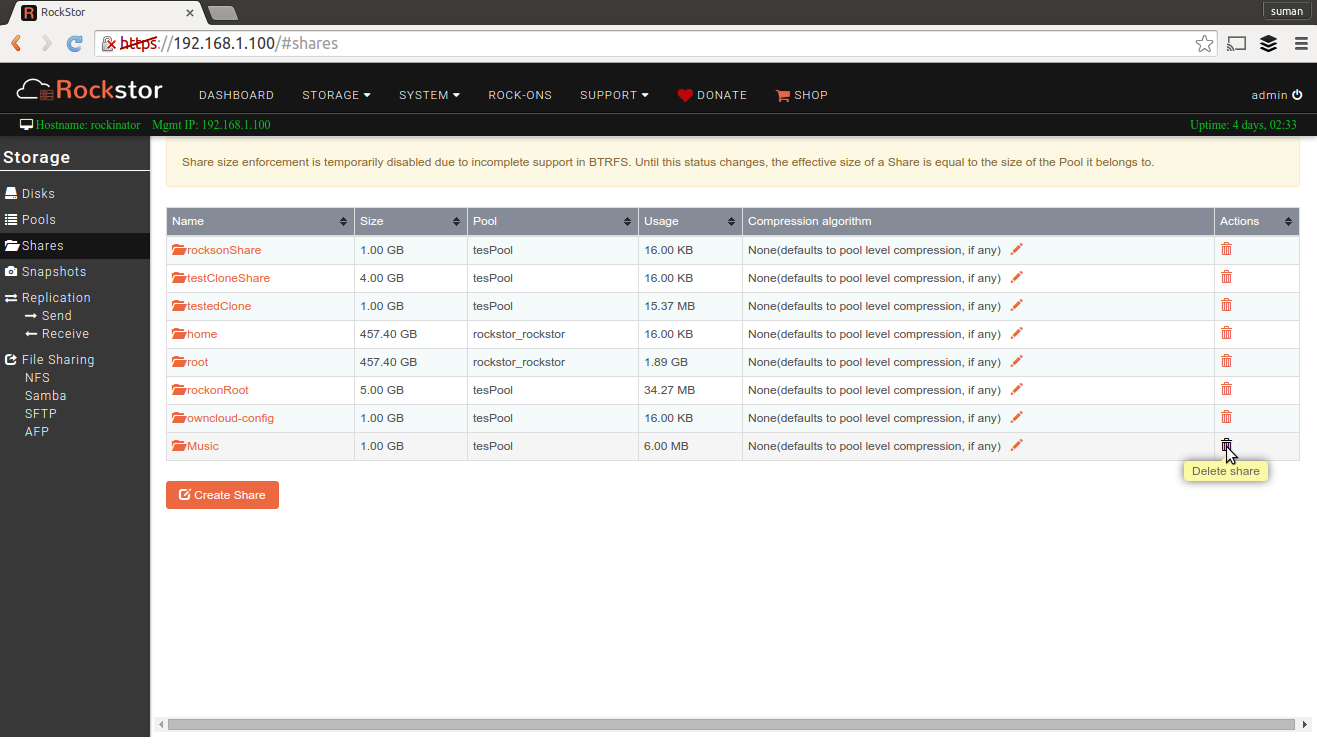 RockStor
suman
https://192.168.1.100/#shares
Rockstor DASHBOARD STORAGE SYSTEM ROCK-ONS SUPPORT DONATE SHOP admin
Hostname: rockinator Mgmt IP: 192.168.1.100 Uptime: 4 days, 02:33
Storage
Disks
Pools
Shares
Snapshots
Replication
Send
Receive
File Sharing
NFS
Samba
SFTP
AFP
Share size enforcement is temporarily disabled due to incomplete support in BTRFS. Until this status changes, the effective size of a Share is equal to the size of the Pool it belongs to.
Name Size Pool Usage Compression algorithm Actions
rocksonShare 1.00 GB tesPool 16.00 KB None(defaults to pool level compression, if any)
testCloneShare 4.00 GB tesPool 16.00 KB None(defaults to pool level compression, if any)
testedClone 1.00 GB tesPool 15.37 MB None(defaults to pool level compression, if any)
home 457.40 GB rockstor_rockstor 16.00 KB None(defaults to pool level compression, if any)
root 457.40 GB rockstor_rockstor 1.89 GB None(defaults to pool level compression, if any)
rockonRoot 5.00 GB tesPool 34.27 MB None(defaults to pool level compression, if any)
owncloud-config 1.00 GB tesPool 16.00 KB None(defaults to pool level compression, if any)
Music 1.00 GB tesPool 6.00 MB None(defaults to pool level compression, if any)
Delete share
Create Share